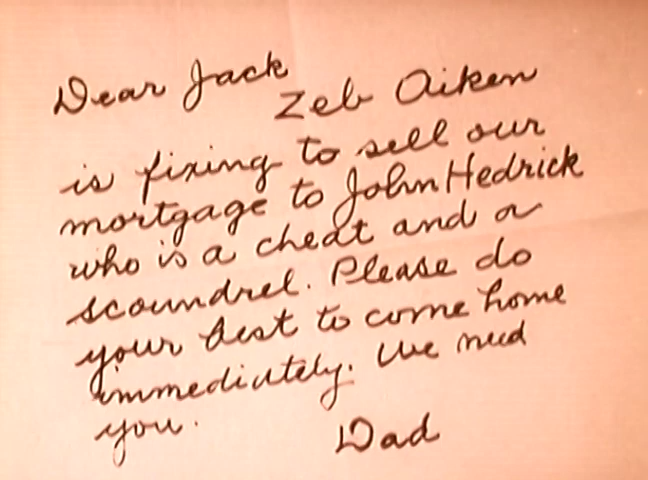 Dear Jack
Zeb Aiken
is fixing to sell our
mortgage to John Hedrick
who is a cheat and a
scoundrel. Please do
your best to come home
immediately. We need
you.
Dad